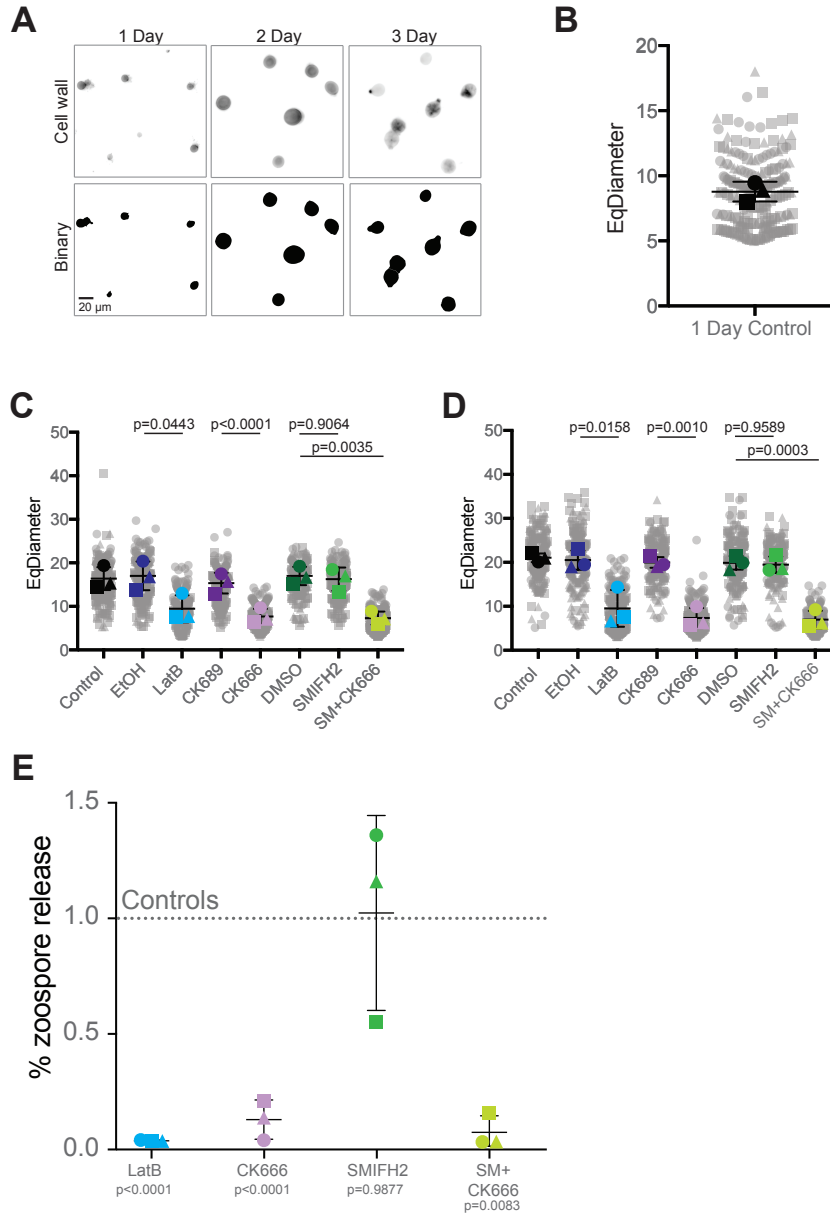 A
1 Day
2 Day
3 Day
Cell wall
Binary
20 µm
B
EqDiameter
20
15
10
5
0
1 Day Control
C
p=0.0443
p<0.0001
p=0.9064
p=0.0035
EqDiameter
50
40
30
20
10
0
Control
EtOH
LatB
CK689
CK666
DMSO
SMIFH2
SM+CK666
D
p=0.0158
p=0.0010
p=0.9589
p=0.0003
EqDiameter
50
40
30
20
10
0
Control
EtOH
LatB
CK689
CK666
DMSO
SMIFH2
SM+CK666
E
% zoospore release
1.5
1.0
0.5
0.0
Controls
LatB
p<0.0001
CK666
p<0.0001
SMIFH2
p=0.9877
SM+
CK666
p=0.0083